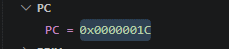 PC
PC = 0x0000001C